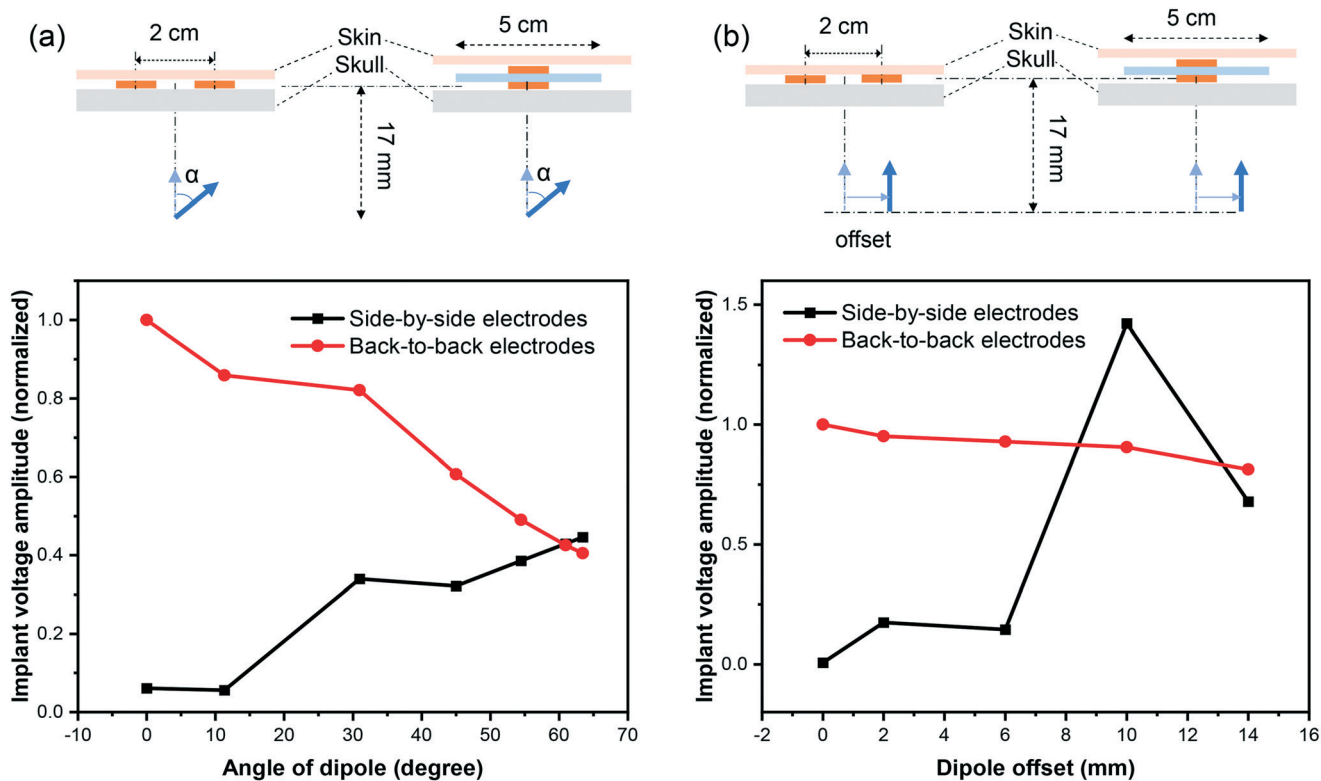 (a)
2 cm
Skin
Skull
5 cm
17 mm
α
α
Implant voltage amplitude (normalized)
1.0
0.8
0.6
0.4
0.2
0.0
Side-by-side electrodes
Back-to-back electrodes
-10 0 10 20 30 40 50 60 70
Angle of dipole (degree)
(b)
2 cm
Skin
Skull
5 cm
17 mm
offset
Implant voltage amplitude (normalized)
1.5
1.0
0.5
0.0
Side-by-side electrodes
Back-to-back electrodes
-2 0 2 4 6 8 10 12 14 16
Dipole offset (mm)